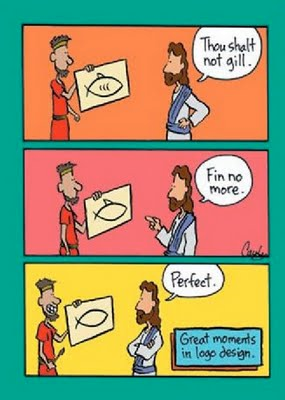 Thou shalt
not gill.
Fin no
more.
Perfect.
Great moments
in logo design.